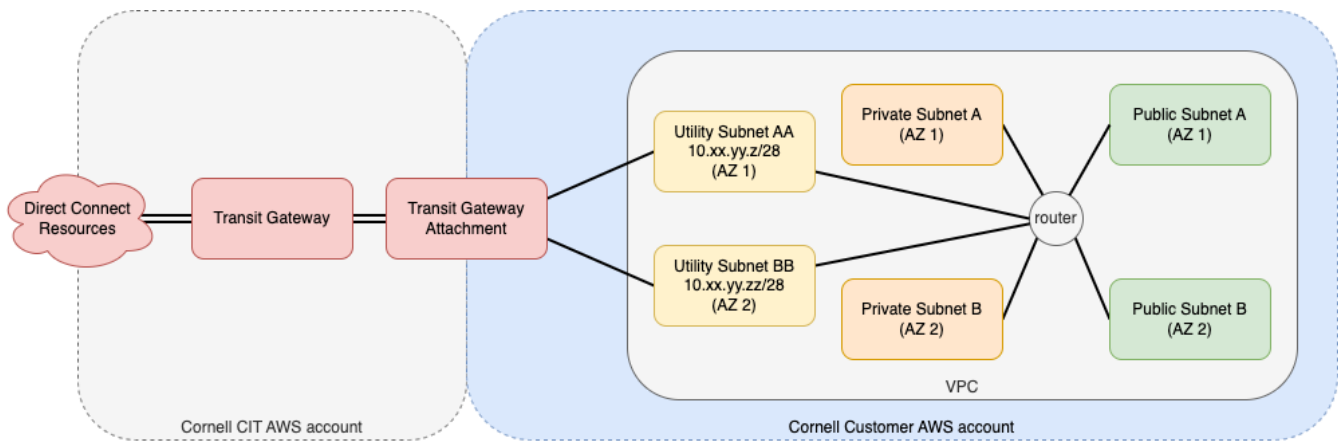 Direct Connect
Resources
Transit Gateway
Transit Gateway
Attachment
Utility Subnet AA
10.xx.yy.z/28
(AZ 1)
Utility Subnet BB
10.xx.yy.zz/28
(AZ 2)
Private Subnet A
(AZ 1)
Private Subnet B
(AZ 2)
router
Public Subnet A
(AZ 1)
Public Subnet B
(AZ 2)
VPC
Cornell CIT AWS account
Cornell Customer AWS account